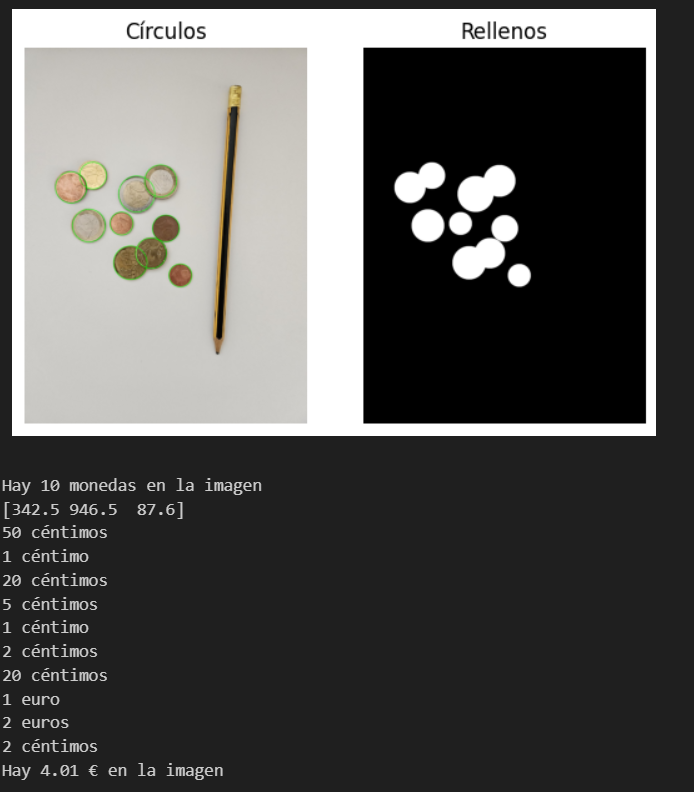 Círculos
Rellenos
Hay 10 monedas en la imagen
[342.5 946.5  87.6]
50 céntimos
1 céntimo
20 céntimos
5 céntimos
1 céntimo
2 céntimos
20 céntimos
1 euro
2 euros
2 céntimos
Hay 4.01 € en la imagen